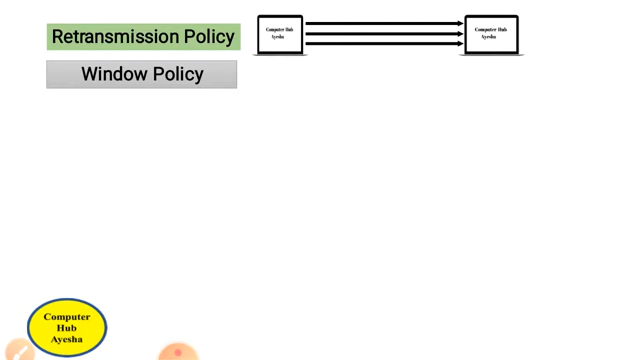 Retransmission Policy
Computer Hub
Ayesha
Computer Hub
Ayesha
Window Policy
Computer
Hub
Ayesha